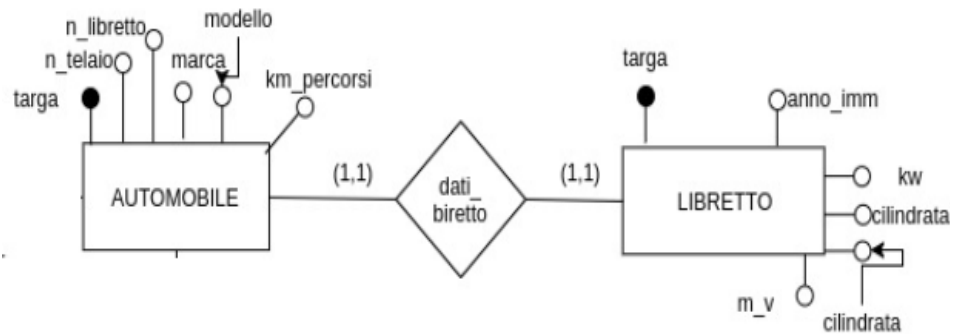 modello
n_libretto
n_telaio
marca
km_percorsi
targa
AUTOMOBILE
(1,1)
dati_
biretto
(1,1)
targa
anno_imm
LIBRETTO
kw
cilindrata
m_v
cilindrata